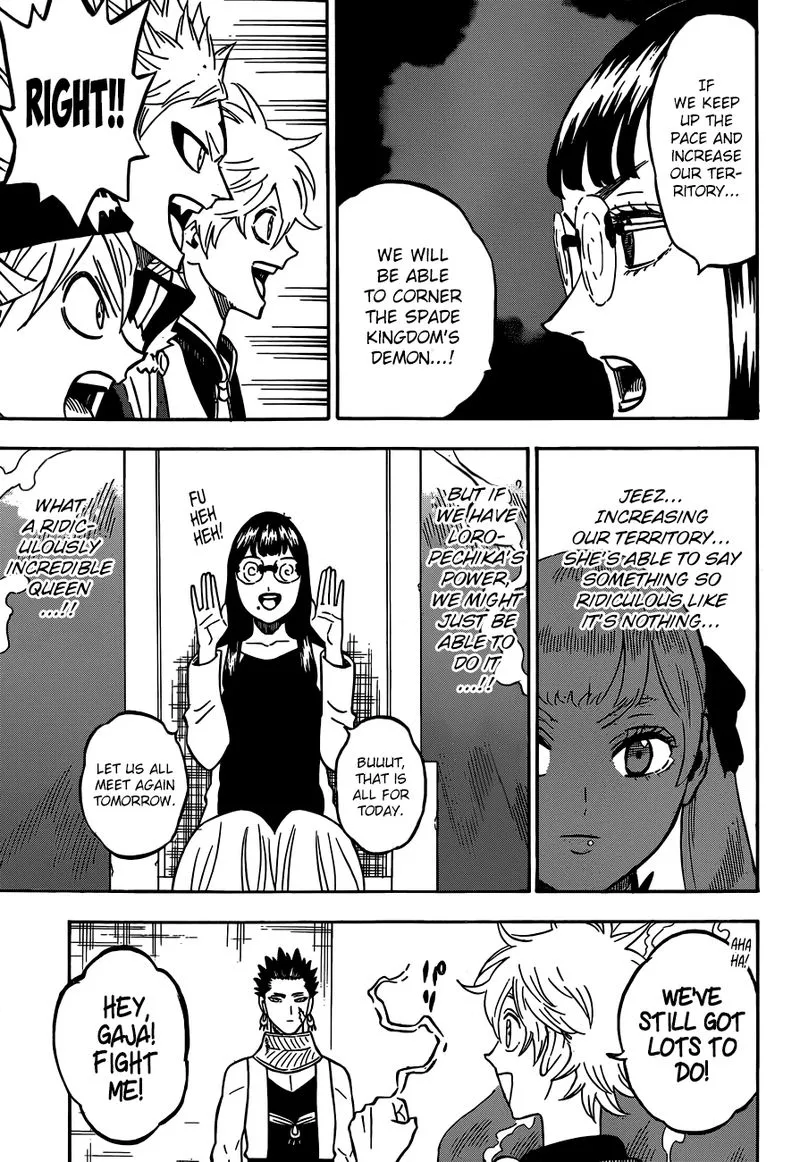 IF
WE KEEP
UP THE
PACE AND
INCREASE
OUR TER-
RITORY...
WE WILL
BE ABLE
TO CORNER
THE SPADE
KINGDOM'S
DEMON...!
RIGHT!!
JEEZ...
INCREASING
OUR TERRITORY...
SHE'S ABLE TO SAY
SOMETHING SO
RIDICULOUS LIKE
IT'S NOTHING...
BUT IF
WE HAVE
LORO-
PECHIKA'S
POWER,
WE MIGHT
JUST BE
ABLE TO
DO IT
...!!
FU
HEH
HEH!
WHAT
A RIDIC-
ULOUSLY
INCREDIBLE
QUEEN
...!!
BUUUT,
THAT IS
ALL FOR
TODAY.
LET US ALL
MEET AGAIN
TOMORROW.
AHA
HA!
WE'VE
STILL GOT
LOTS TO
DO!
HEY,
GAJA!
FIGHT
ME!